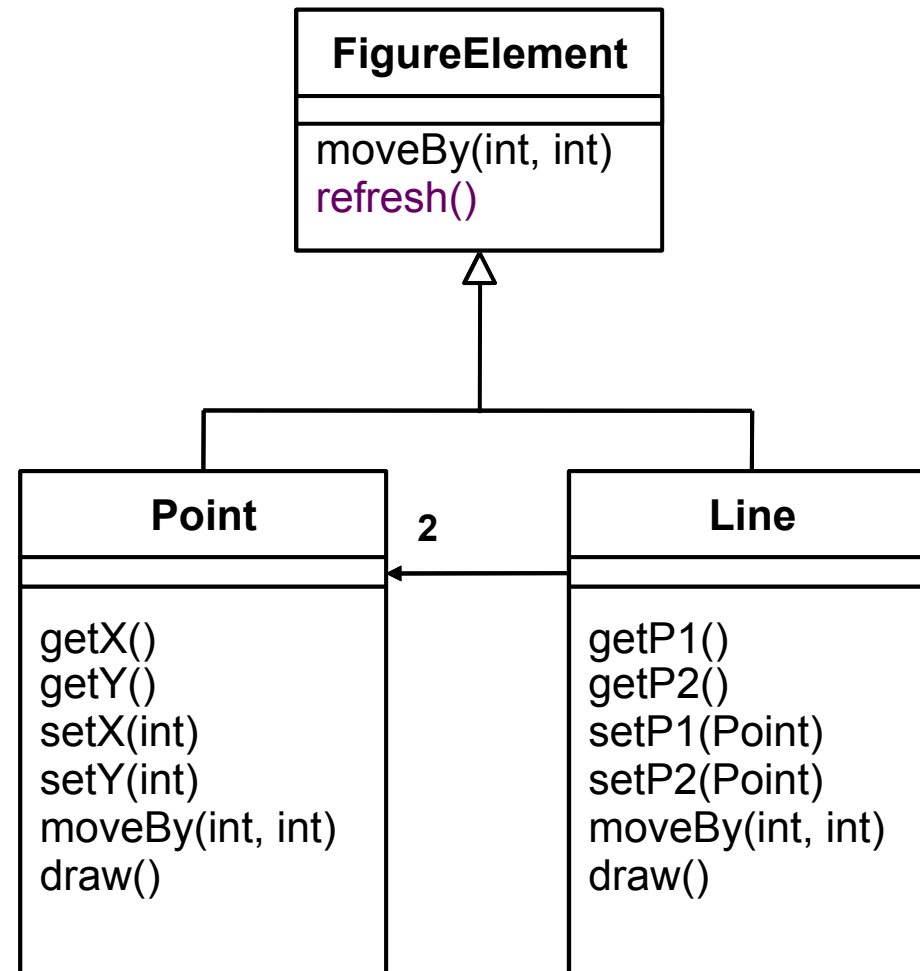 FigureElement
moveBy(int, int)
refresh()
Point
getX()
getY()
setX(int)
setY(int)
moveBy(int, int)
draw()
2
Line
getP1()
getP2()
setP1(Point)
setP2(Point)
moveBy(int, int)
draw()